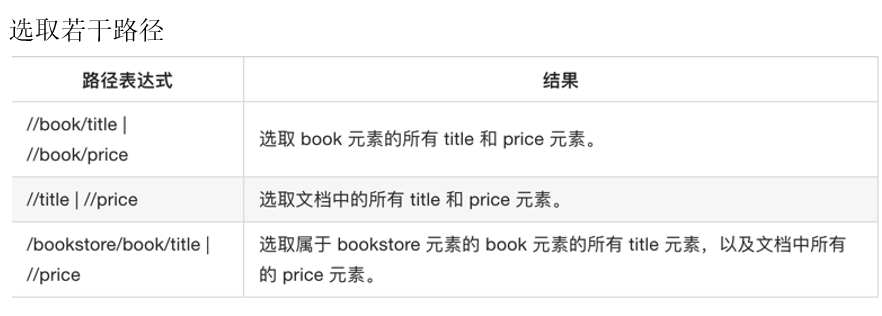 选取若干路径
路径表达式 结果
//book/title |
//book/price
选取 book 元素的所有 title 和 price 元素。
//title | //price 选取文档中的所有 title 和 price 元素。
/bookstore/book/title |
//price
选取属于 bookstore 元素的 book 元素的所有 title 元素，以及文档中所有
的 price 元素。